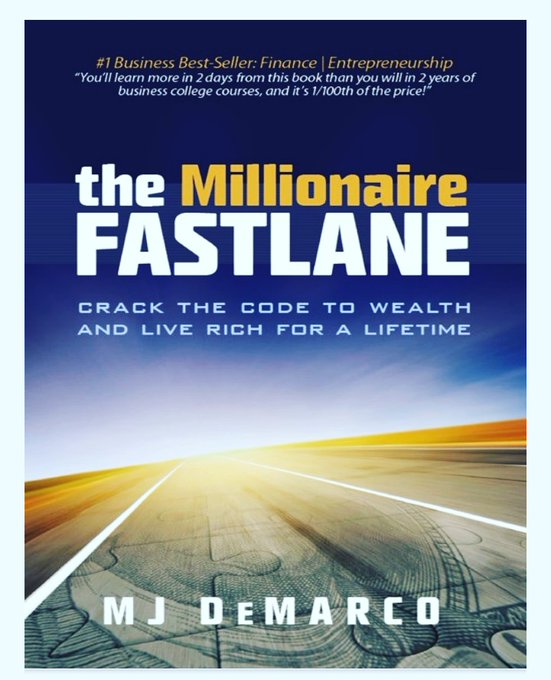 #1 Business Best-Seller: Finance | Entrepreneurship
“You’ll learn more in 2 days from this book than you will in 2 years of
business college courses, and it’s 1/100th of the price!”
the Millionaire
FASTLANE
CRACK THE CODE TO WEALTH
AND LIVE RICH FOR A LIFETIME
MJ DEMARCO